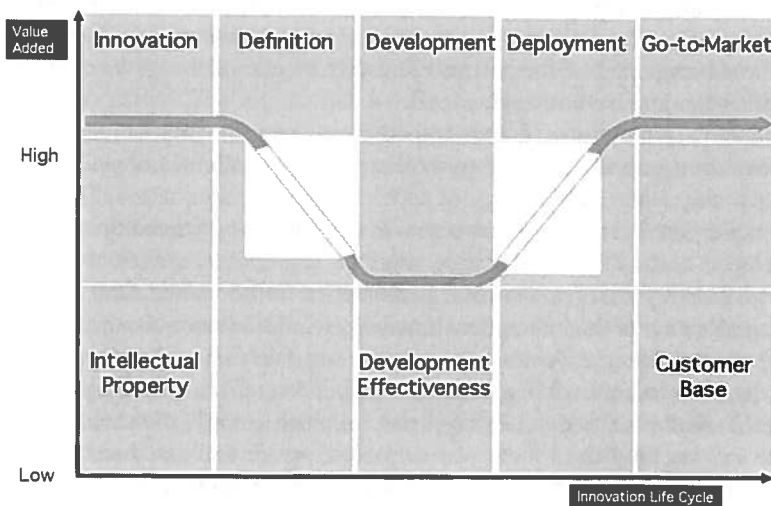 Value
Added
Innovation
Definition
Development
Deployment
Go-to-Market
High
Intellectual
Property
Development
Effectiveness
Customer
Base
Low
Innovation Life Cycle